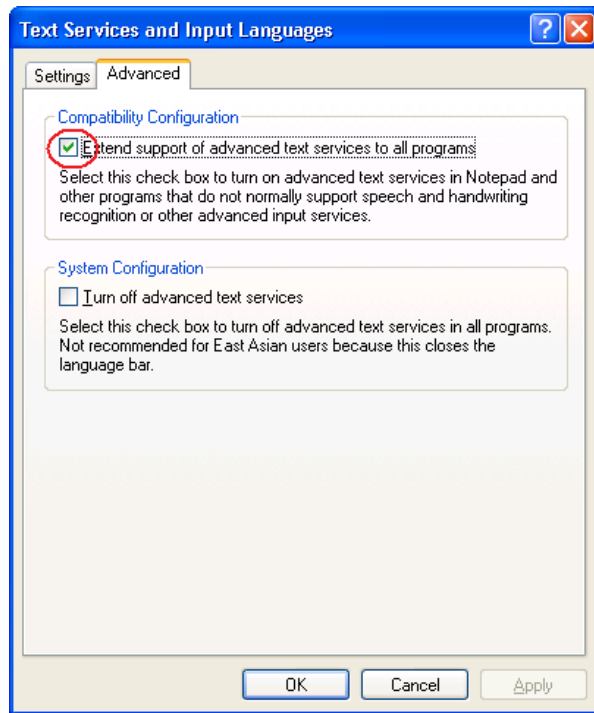 Text Services and Input Languages
Settings Advanced
Compatibility Configuration
Extend support of advanced text services to all programs
Select this check box to turn on advanced text services in Notepad and
other programs that do not normally support speech and handwriting
recognition or other advanced input services.
System Configuration
Turn off advanced text services
Select this check box to turn off advanced text services in all programs.
Not recommended for East Asian users because this closes the
language bar.
OK Cancel Apply